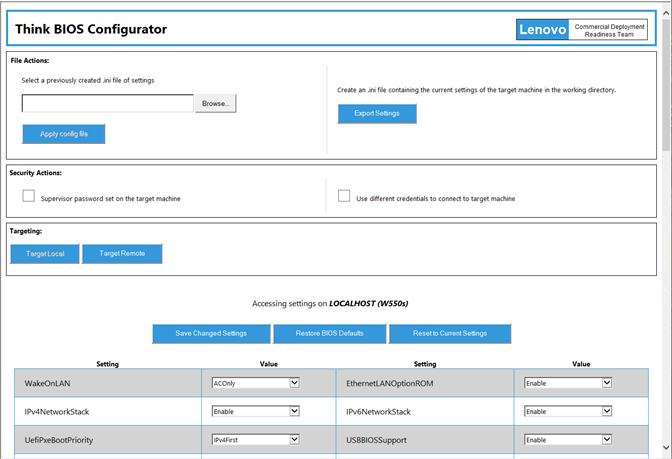 Think BIOS Configurator
Lenovo
Commercial Deployment
Readiness Team
File Actions:
Select a previously created .ini file of settings
Browse...
Apply config file
Create an .ini file containing the current settings of the target machine in the working directory.
Export Settings
Security Actions:
Supervisor password set on the target machine
Use different credentials to connect to target machine
Targeting:
Target Local Target Remote
Accessing settings on LOCALHOST (W550s)
Save Changed Settings Restore BIOS Defaults Reset to Current Settings
Setting Value Setting Value
WakeOnLAN ACOnly EthernetLANOptionROM Enable
IPv4NetworkStack Enable IPv6NetworkStack Enable
UefiPxeBootPriority IPv4First USBBIOSSupport Enable